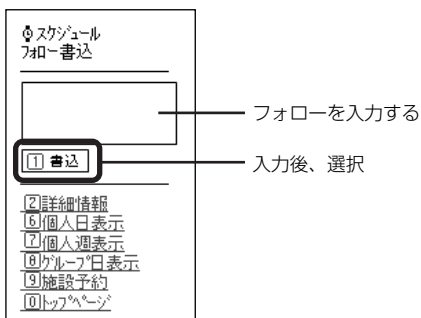 スケジュール
フォロー書込
フォローを入力する
1 書込
入力後、選択
2 詳細情報
6 個人日表示
7 個人週表示
8 グループ日表示
9 施設予約
0 トップページ